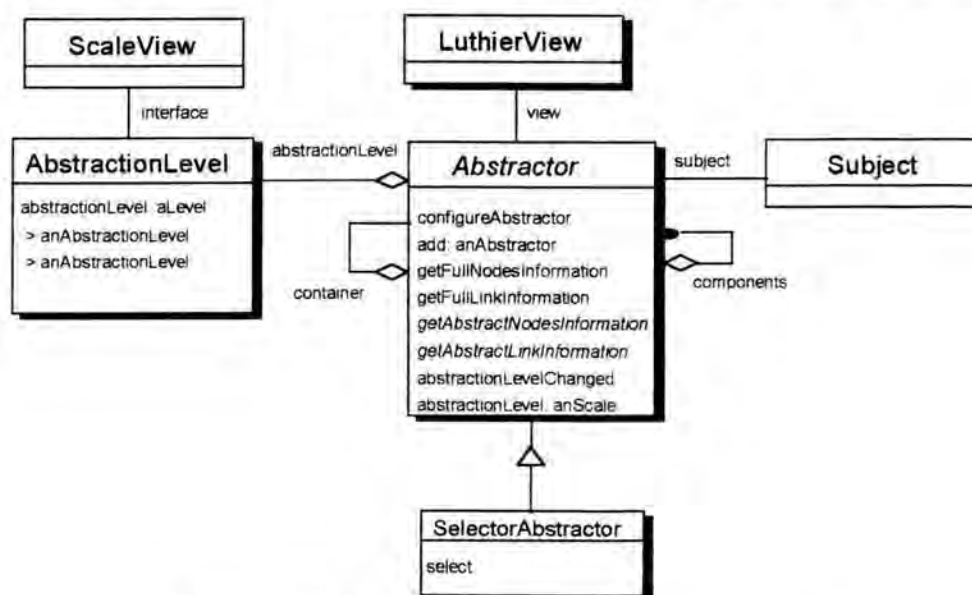 ScaleView
LuthierView
interface
view
AbstractionLevel
abstractionLevel aLevel
> anAbstractionLevel
> anAbstractionLevel
abstractionLevel
Abstractor
configureAbstractor
add: anAbstractor
getFullNodesInformation
getFullLinkInformation
getAbstractNodesInformation
getAbstractLinkInformation
abstractionLevelChanged
abstractionLevel: anScale
subject
Subject
container
components
SelectorAbstractor
select